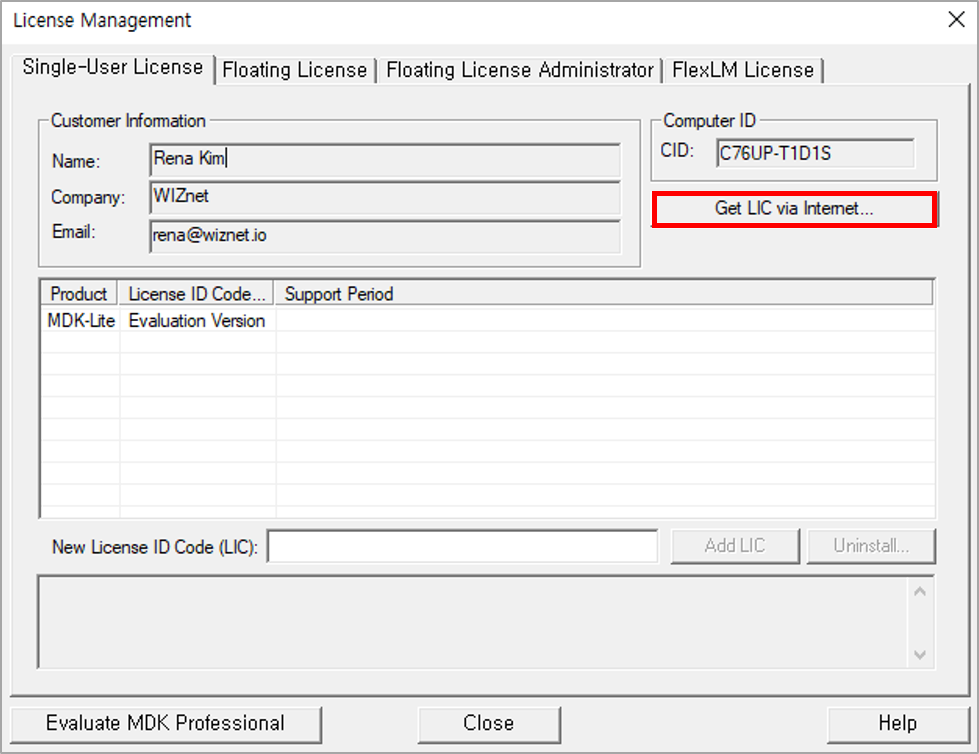 License Management
Single-User License
Floating License
Floating License Administrator
FlexLM License
Customer Information
Name:
Rena Kim
Company:
WIZnet
Email:
rena@wiznet.io
Computer ID
CID:
C76UP-T1D1S
Get LIC via Internet...
Product
License ID Code...
Support Period
MDK-Lite
Evaluation Version
New License ID Code (LIC):
Add LIC
Uninstall...
Evaluate MDK Professional
Close
Help